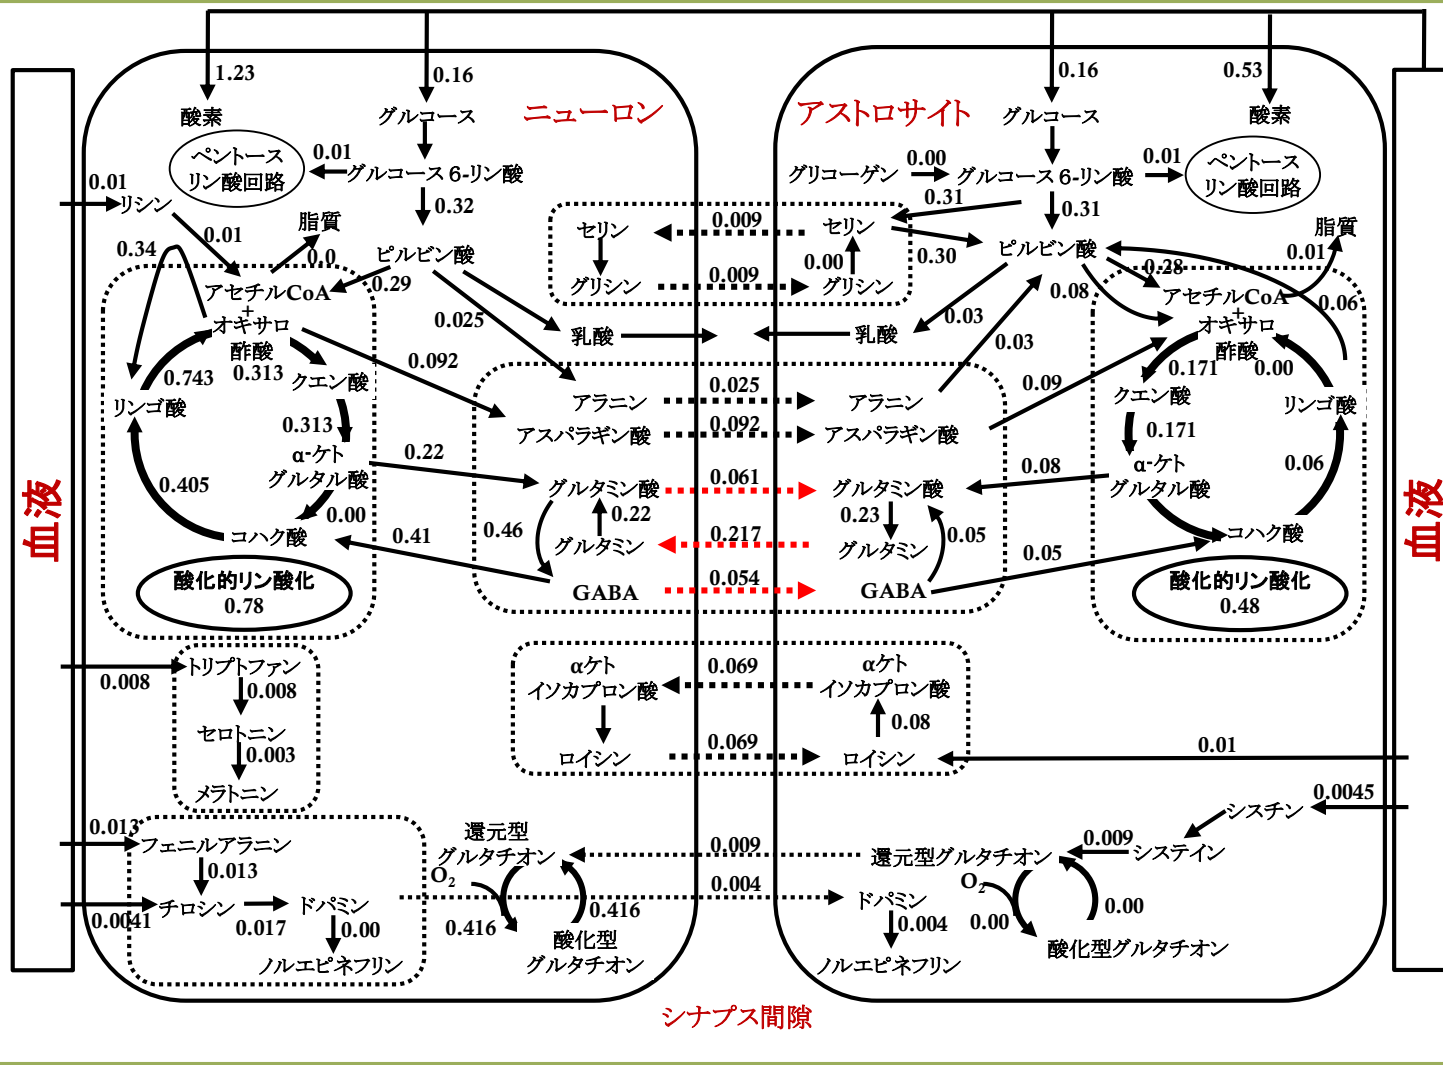 1.23
0.16
0.16
0.53
酸素
グルコース
ニューロン
アストロサイト
グルコース
酸素
ペントース
リン酸回路
0.01
グルコース 6-リン酸
グリコーゲン
0.00
グルコース 6-リン酸
0.01
ペントース
リン酸回路
0.01
リシン
0.32
0.31
0.31
脂質
0.01
0.0
0.34
ピルビン酸
セリン
0.009
セリン
0.30
ピルビン酸
脂質
0.01
0.29
0.00
0.28
アセチルCoA
+
オキサロ
酢酸
グリシン
0.009
グリシン
0.08
アセチルCoA
+
オキサロ
酢酸
0.06
0.025
乳酸
乳酸
0.03
0.03
0.743
0.313
クエン酸
0.092
0.171
0.00
リンゴ酸
0.025
0.09
クエン酸
リンゴ酸
アラニン
アラニン
0.092
アスパラギン酸
アスパラギン酸
0.313
0.171
α-ケト
グルタル酸
0.22
0.061
0.08
α-ケト
グルタル酸
0.06
0.405
グルタミン酸
グルタミン酸
0.00
0.46
0.22
0.23
0.05
コハク酸
0.41
グルタミン
0.217
グルタミン
0.05
コハク酸
血液
血液
酸化的リン酸化
0.78
GABA
0.054
GABA
酸化的リン酸化
0.48
トリプトファン
0.008
0.008
αケト
イソカプロン酸
0.069
αケト
イソカプロン酸
セロトニン
0.003
0.08
ロイシン
0.069
ロイシン
0.01
メラトニン
0.013
フェニルアラニン
還元型
グルタチオン
0.009
還元型グルタチオン
0.009
システイン
シスチン
0.0045
0.013
O2
0.004
O2
0.0041
チロシン
0.017
ドパミン
0.00
0.416
0.416
ドパミン
0.004
0.00
0.00
ノルエピネフリン
酸化型
グルタチオン
ノルエピネフリン
酸化型グルタチオン
シナプス間隙